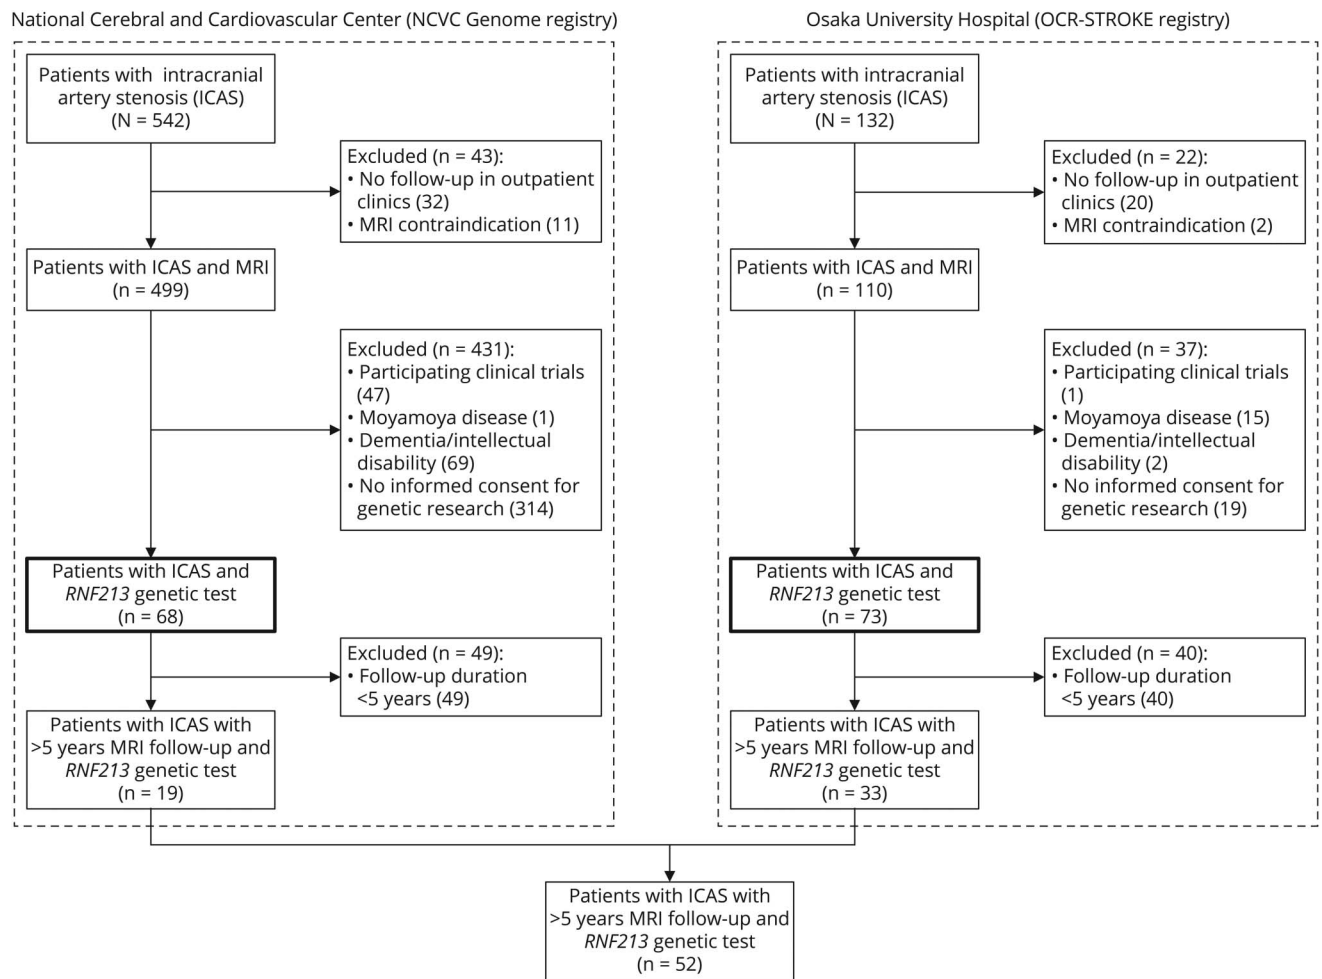 National Cerebral and Cardiovascular Center (NCVC Genome registry)
Patients with intracranial
artery stenosis (ICAS)
(N = 542)
Excluded (n = 43):
• No follow-up in outpatient
clinics (32)
• MRI contraindication (11)
Patients with ICAS and MRI
(n = 499)
Excluded (n = 431):
• Participating clinical trials
(47)
• Moyamoya disease (1)
• Dementia/intellectual
disability (69)
• No informed consent for
genetic research (314)
Patients with ICAS and
RNF213 genetic test
(n = 68)
Excluded (n = 49):
• Follow-up duration
<5 years (49)
Patients with ICAS with
>5 years MRI follow-up and
RNF213 genetic test
(n = 19)
Osaka University Hospital (OCR-STROKE registry)
Patients with intracranial
artery stenosis (ICAS)
(N = 132)
Excluded (n = 22):
• No follow-up in outpatient
clinics (20)
• MRI contraindication (2)
Patients with ICAS and MRI
(n = 110)
Excluded (n = 37):
• Participating clinical trials
(1)
• Moyamoya disease (15)
• Dementia/intellectual
disability (2)
• No informed consent for
genetic research (19)
Patients with ICAS and
RNF213 genetic test
(n = 73)
Excluded (n = 40):
• Follow-up duration
<5 years (40)
Patients with ICAS with
>5 years MRI follow-up and
RNF213 genetic test
(n = 33)
Patients with ICAS with
>5 years MRI follow-up and
RNF213 genetic test
(n = 52)